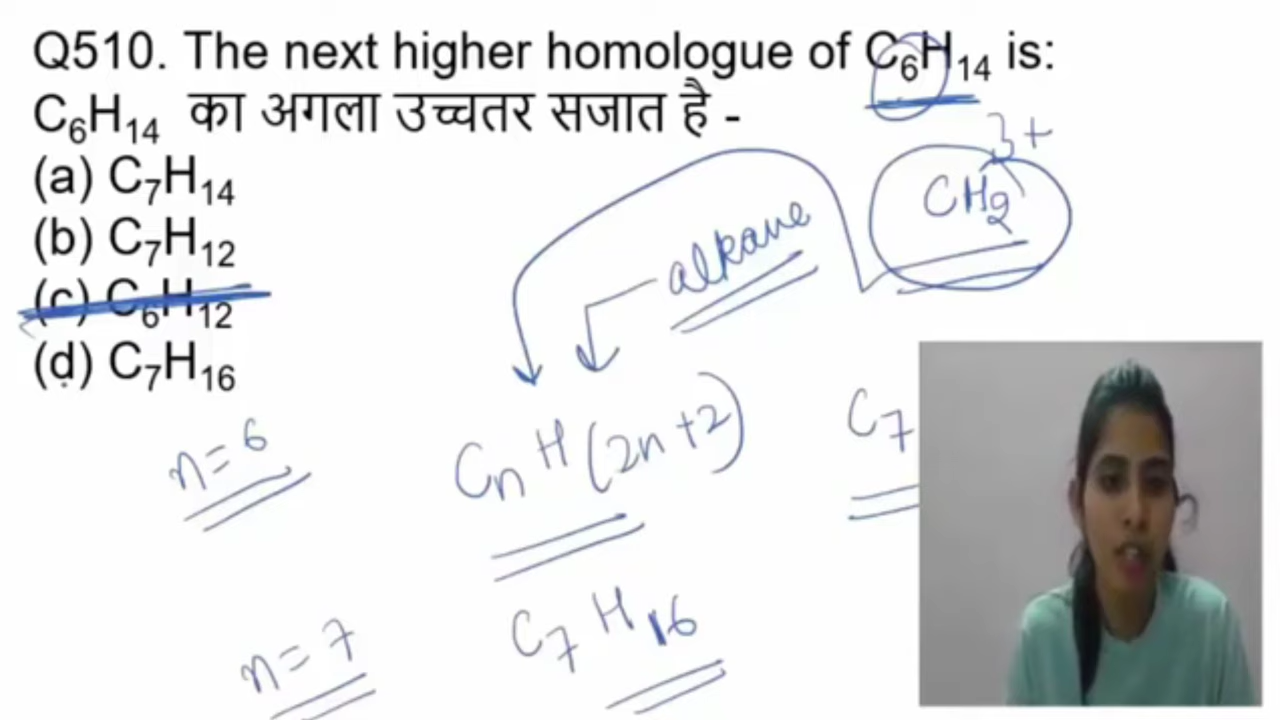 Q510. The next higher homologue of C₆H₁₄ is:
C₆H₁₄ का अगला उच्चतर सजात है -
(a) C₇H₁₄
(b) C₇H₁₂
(c) C₆H₁₂
(d) C₇H₁₆
CH₂
alkane
n=6
CₙH(2n+2)
C₇
n=7
C₇H₁₆